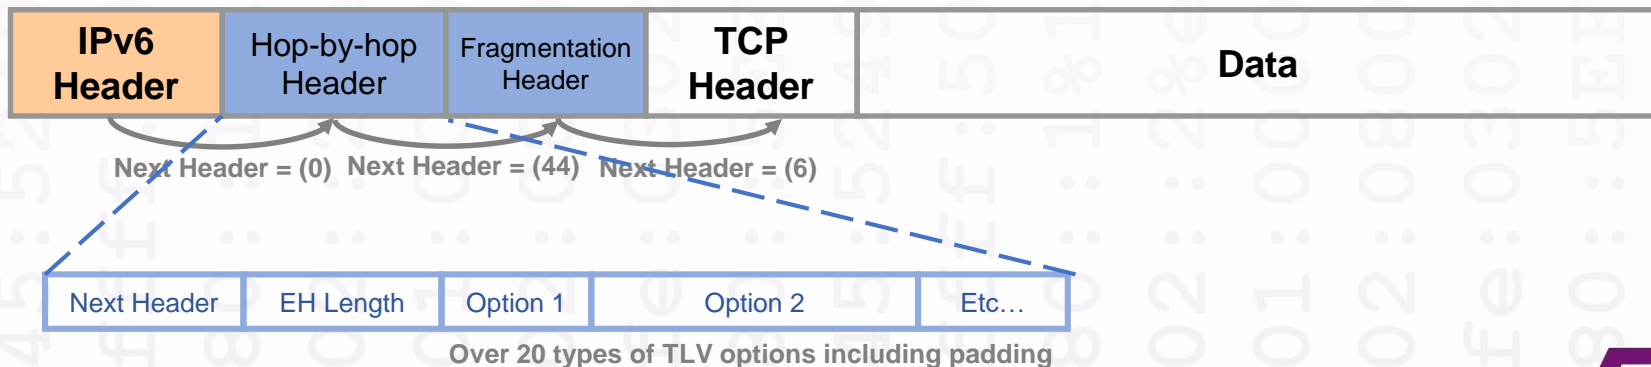 IPv6
Header
Hop-by-hop
Header
Fragmentation
Header
TCP
Header
Data
Next Header = (0)
Next Header = (44)
Next Header = (6)
Next Header
EH Length
Option 1
Option 2
Etc…
Over 20 types of TLV options including padding